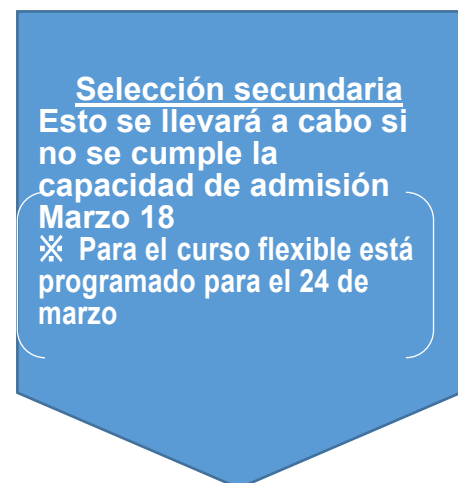 Selección secundaria
Esto se llevará a cabo si
no se cumple la
capacidad de admisión
Marzo 18
※ Para el curso flexible está
programado para el 24 de
marzo